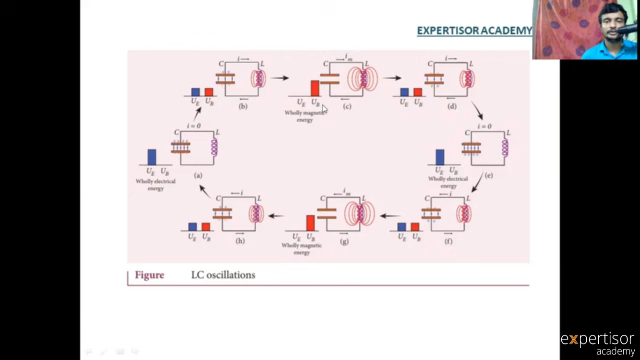 EXPERTISOR ACADEMY
C i L
U_E U_B
(b)
C i_m L
U_E U_B
(c)
Wholly magnetic
energy
C i L
U_E U_B
(d)
i = 0
C L
U_E U_B
(a)
Wholly electrical
energy
i = 0
C L
U_E U_B
(e)
Wholly electrical
energy
C i L
U_E U_B
(h)
C i_m L
U_E U_B
(g)
Wholly magnetic
energy
C i L
U_E U_B
(f)
Figure LC oscillations
expertisor
academy